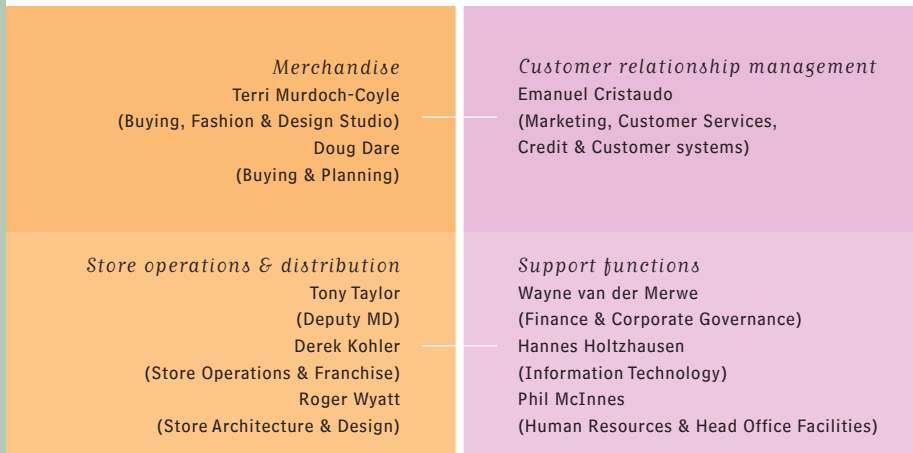 Merchandise
Terri Murdoch-Coyle
(Buying, Fashion & Design Studio)
Doug Dare
(Buying & Planning)
Customer relationship management
Emanuel Cristaudo
(Marketing, Customer Services,
Credit & Customer systems)
Store operations & distribution
Tony Taylor
(Deputy MD)
Derek Kohler
(Store Operations & Franchise)
Roger Wyatt
(Store Architecture & Design)
Support functions
Wayne van der Merwe
(Finance & Corporate Governance)
Hannes Holtzhausen
(Information Technology)
Phil McInnes
(Human Resources & Head Office Facilities)